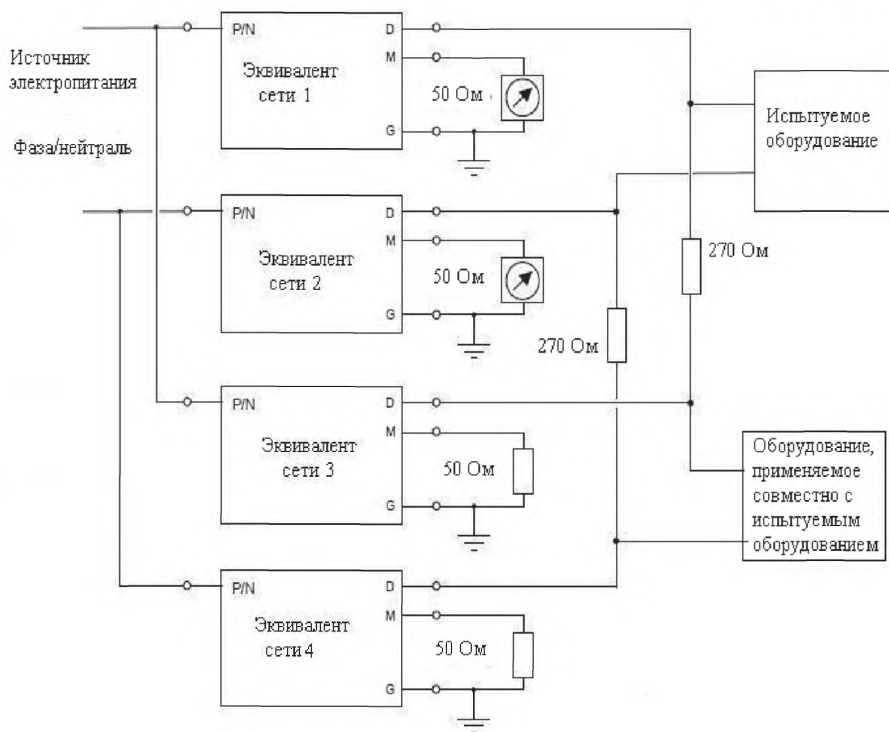 Источник
электропитания
Фаза/нейтраль
P/N
D
M
G
Эквивалент
сети 1
50 Ом
Испытуемое
оборудование
P/N
D
M
G
Эквивалент
сети 2
50 Ом
270 Ом
270 Ом
P/N
D
M
G
Эквивалент
сети 3
50 Ом
Оборудование,
применяемое
совместно с
испытуемым
оборудованием
P/N
D
M
G
Эквивалент
сети 4
50 Ом